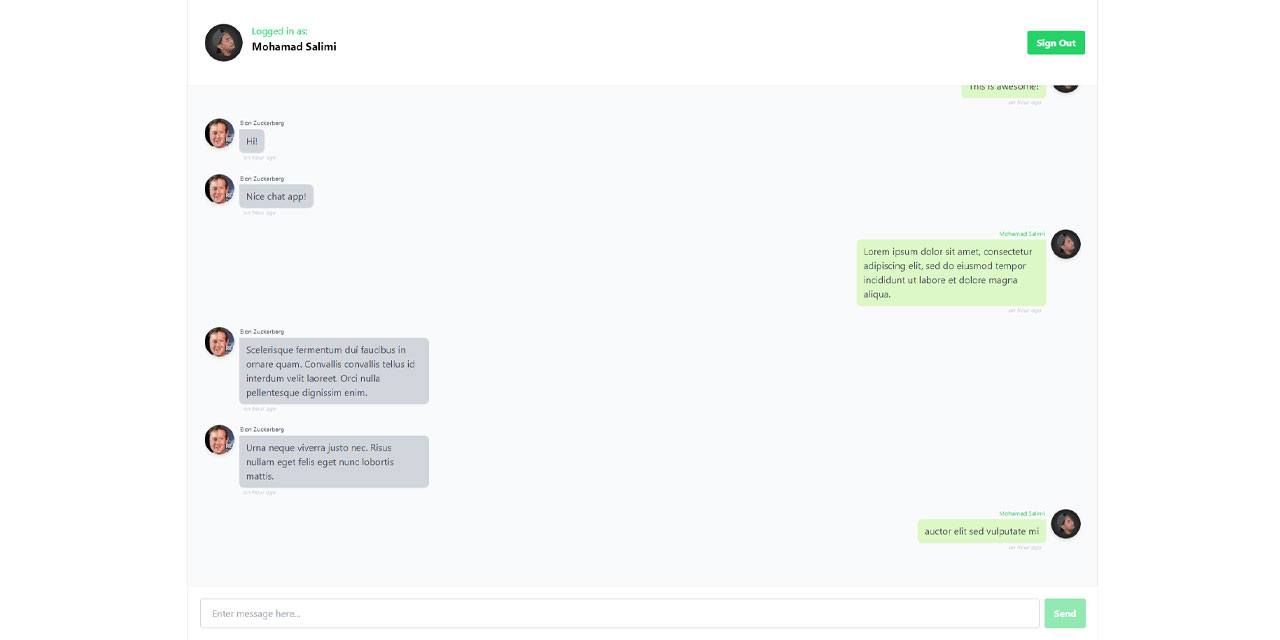 Logged in as:
Mohamad Salimi
Sign Out
This is awesome!
an hour ago
Elon Zuckerberg
Hi!
an hour ago
Elon Zuckerberg
Nice chat app!
an hour ago
Mohamad Salimi
Lorem ipsum dolor sit amet, consectetur
adipiscing elit, sed do eiusmod tempor
incididunt ut labore et dolore magna
aliqua.
an hour ago
Elon Zuckerberg
Scelerisque fermentum dui faucibus in
ornare quam. Convallis convallis tellus id
interdum velit laoreet. Orci nulla
pellentesque dignissim enim.
an hour ago
Elon Zuckerberg
Urna neque viverra justo nec. Risus
nullam eget felis eget nunc lobortis
mattis.
an hour ago
Mohamad Salimi
auctor elit sed vulputate mi
an hour ago
Enter message here...
Send